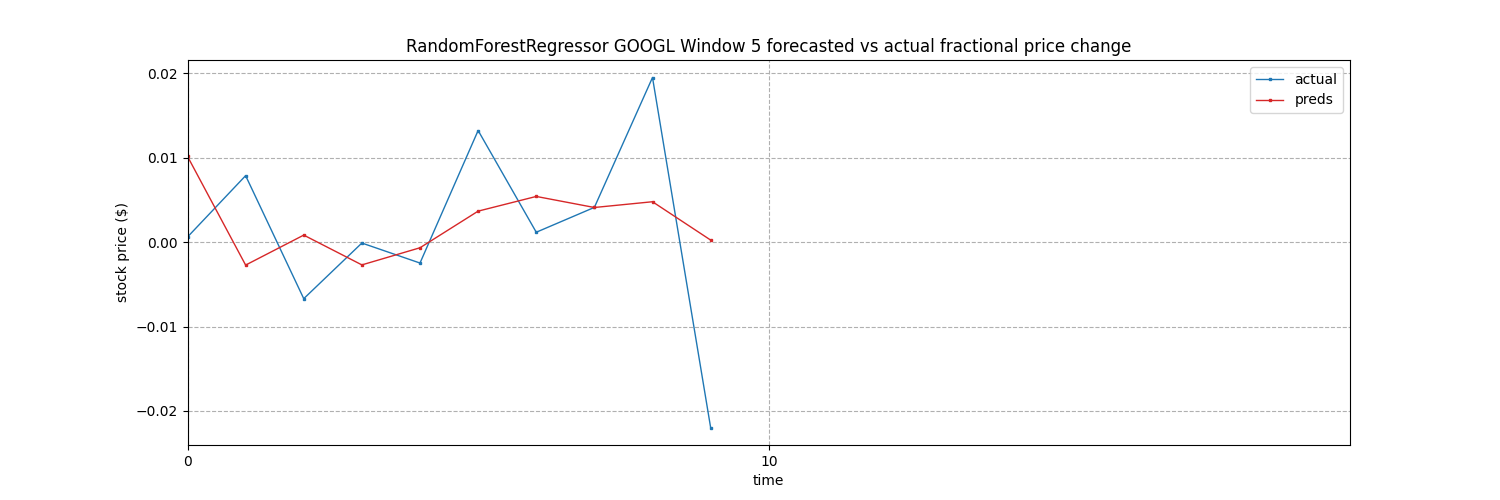 RandomForestRegressor GOOGL Window 5 forecasted vs actual fractional price change
actual
preds
0.02
0.01
0.00
−0.01
−0.02
stock price ($)
0
10
time